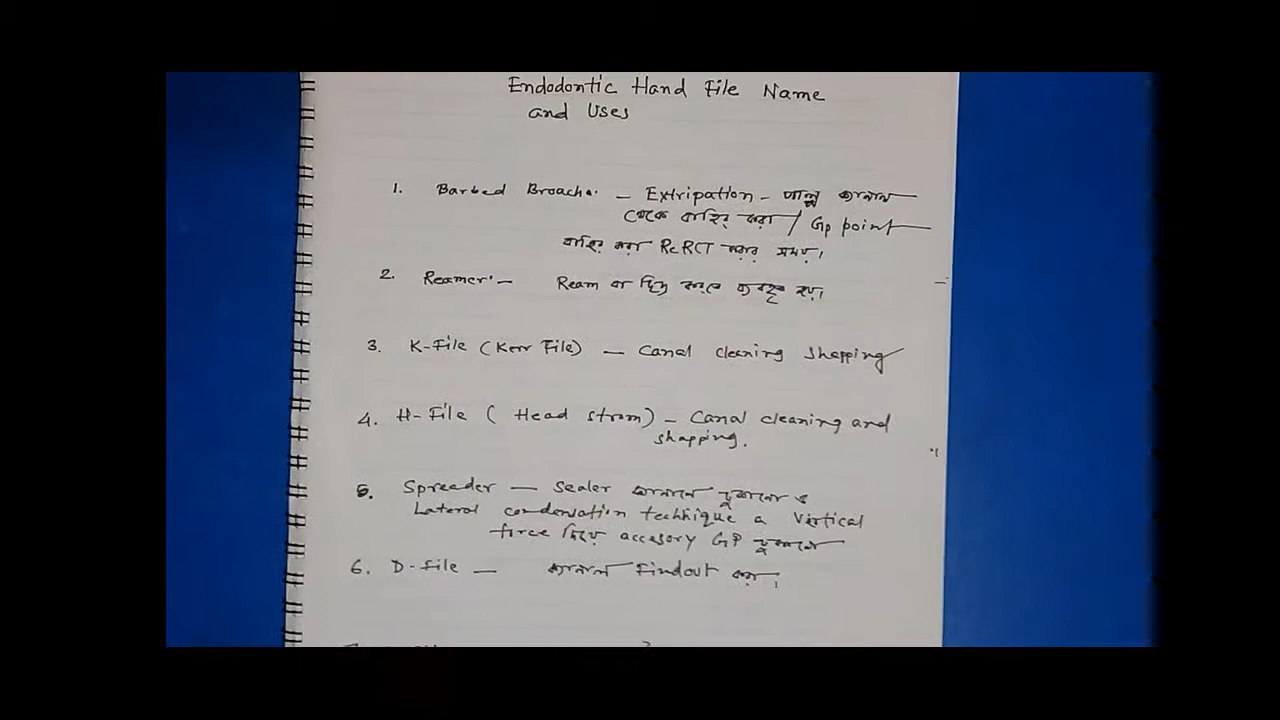 Endodontic Hand File Name
and Uses
1. Barbed Broach. – Extripation – পাল্প ক্যানাল
থেকে বাহির করা / Gp point
বাহির করা ReRCT করার সময়।
2. Reamer – Ream বা ছিদ্র করতে ব্যবহৃত হয়।
3. K-File (Kerr File) – Canal cleaning Shapping
4. H-File ( Head strom) – Canal cleaning and
shapping.
5. Spreader – Sealer ক্যানালে ঢুকানো ও
Lateral condensation technique a Virtical
force দিয়ে accesory GP ঢুকানো
6. D-File – ক্যানাল Findout করা।